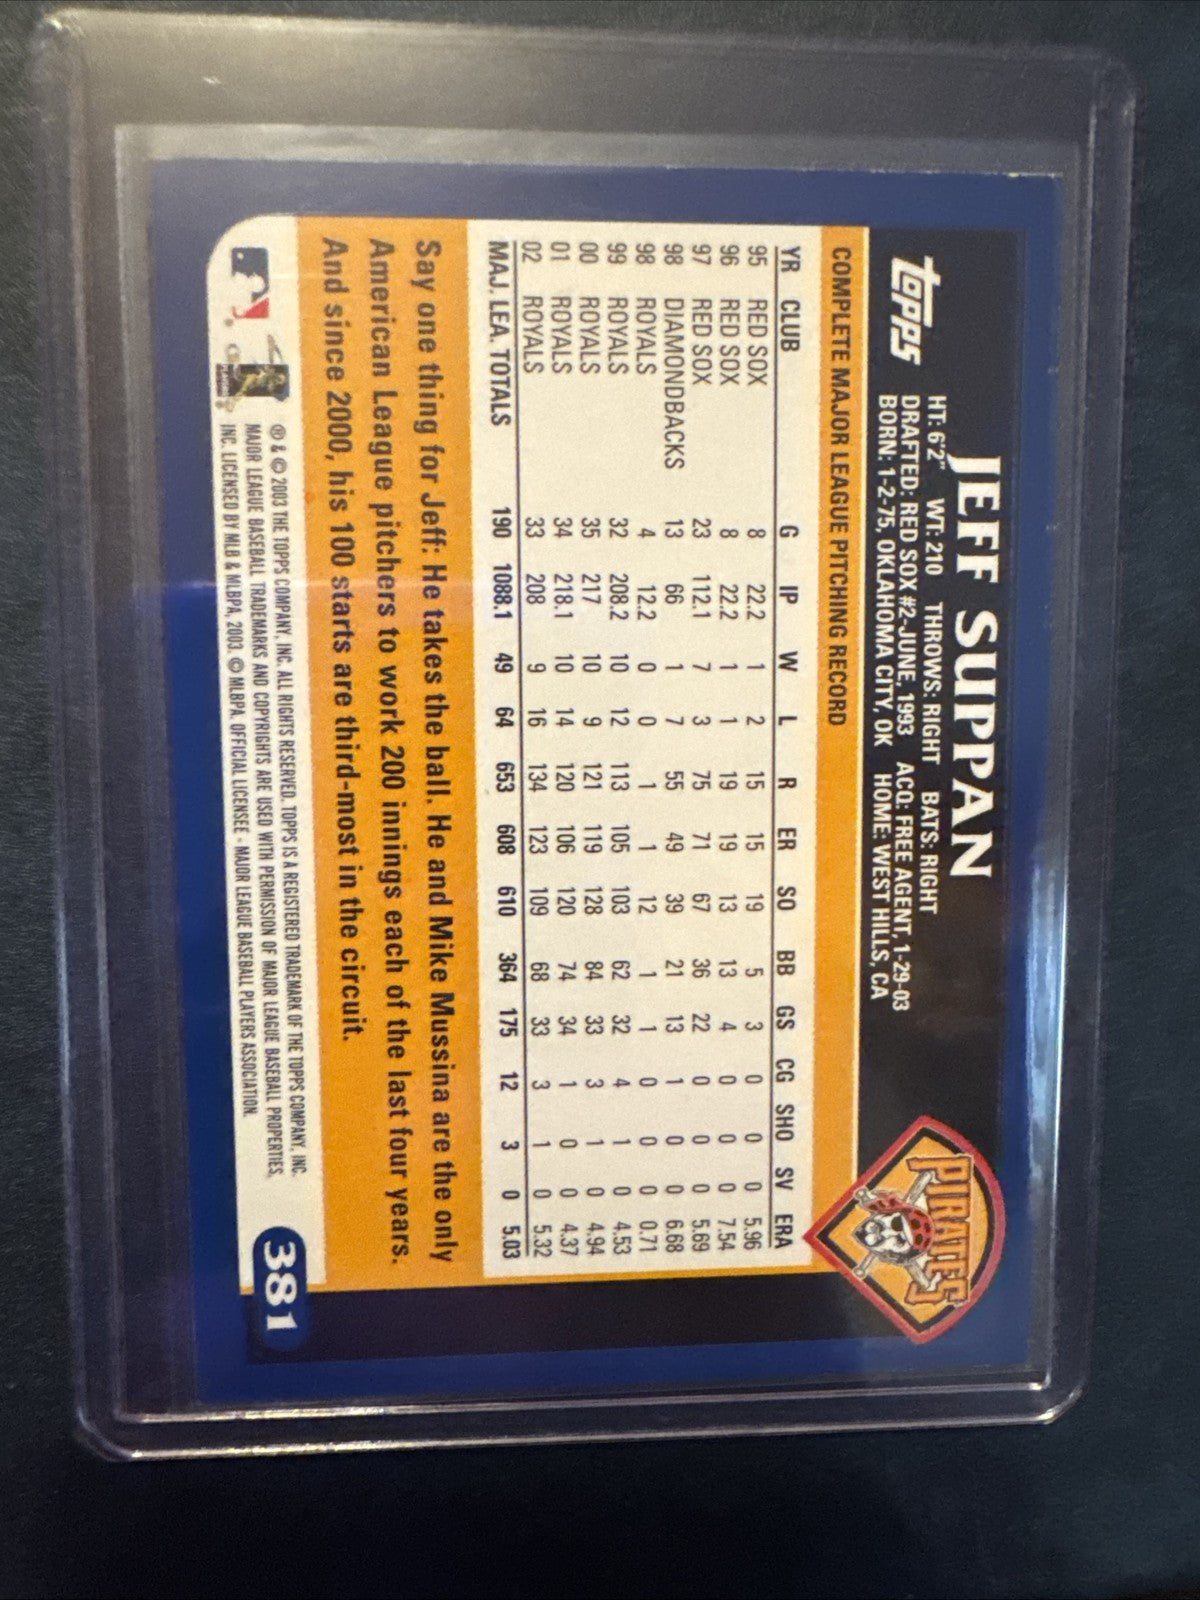 topps
JEFF SUPPAN
HT: 6'2" WT: 210 THROWS: RIGHT BATS: RIGHT
DRAFTED: RED SOX #2-JUNE, 1993 ACQ: FREE AGENT, 1-29-03
BORN: 1-2-75, OKLAHOMA CITY, OK HOME: WEST HILLS, CA
PIRATES
COMPLETE MAJOR LEAGUE PITCHING RECORD
YR CLUB G IP W L R ER SO BB GS CG SHO SV ERA
95 RED SOX 8 22.2 1 2 15 15 19 5 3 0 0 0 5.96
96 RED SOX 8 22.2 1 1 19 19 13 13 4 0 0 0 7.54
97 RED SOX 23 112.1 7 3 75 71 67 36 22 0 0 0 5.69
98 DIAMONDBACKS 13 66 1 7 55 49 39 21 13 1 0 0 6.68
98 ROYALS 4 12.2 0 0 1 1 12 1 1 0 0 0 0.71
99 ROYALS 32 208.2 10 12 113 105 103 62 32 4 1 0 4.53
00 ROYALS 35 217 10 9 121 119 128 84 33 3 1 0 4.94
01 ROYALS 34 218.1 10 14 120 106 120 74 34 1 0 0 4.37
02 ROYALS 33 208 9 16 134 123 109 68 33 3 1 0 5.32
MAJ. LEA. TOTALS 190 1088.1 49 64 653 608 610 364 175 12 3 0 5.03
Say one thing for Jeff: He takes the ball. He and Mike Mussina are the only
American League pitchers to work 200 innings each of the last four years.
And since 2000, his 100 starts are third-most in the circuit.
® & © 2003 THE TOPPS COMPANY, INC. ALL RIGHTS RESERVED. TOPPS IS A REGISTERED TRADEMARK OF THE TOPPS COMPANY, INC.
MAJOR LEAGUE BASEBALL TRADEMARKS AND COPYRIGHTS ARE USED WITH PERMISSION OF MAJOR LEAGUE BASEBALL PROPERTIES,
INC. LICENSED BY MLB & MLBPA, 2003. © MLBPA. OFFICIAL LICENSEE - MAJOR LEAGUE BASEBALL PLAYERS ASSOCIATION.
381